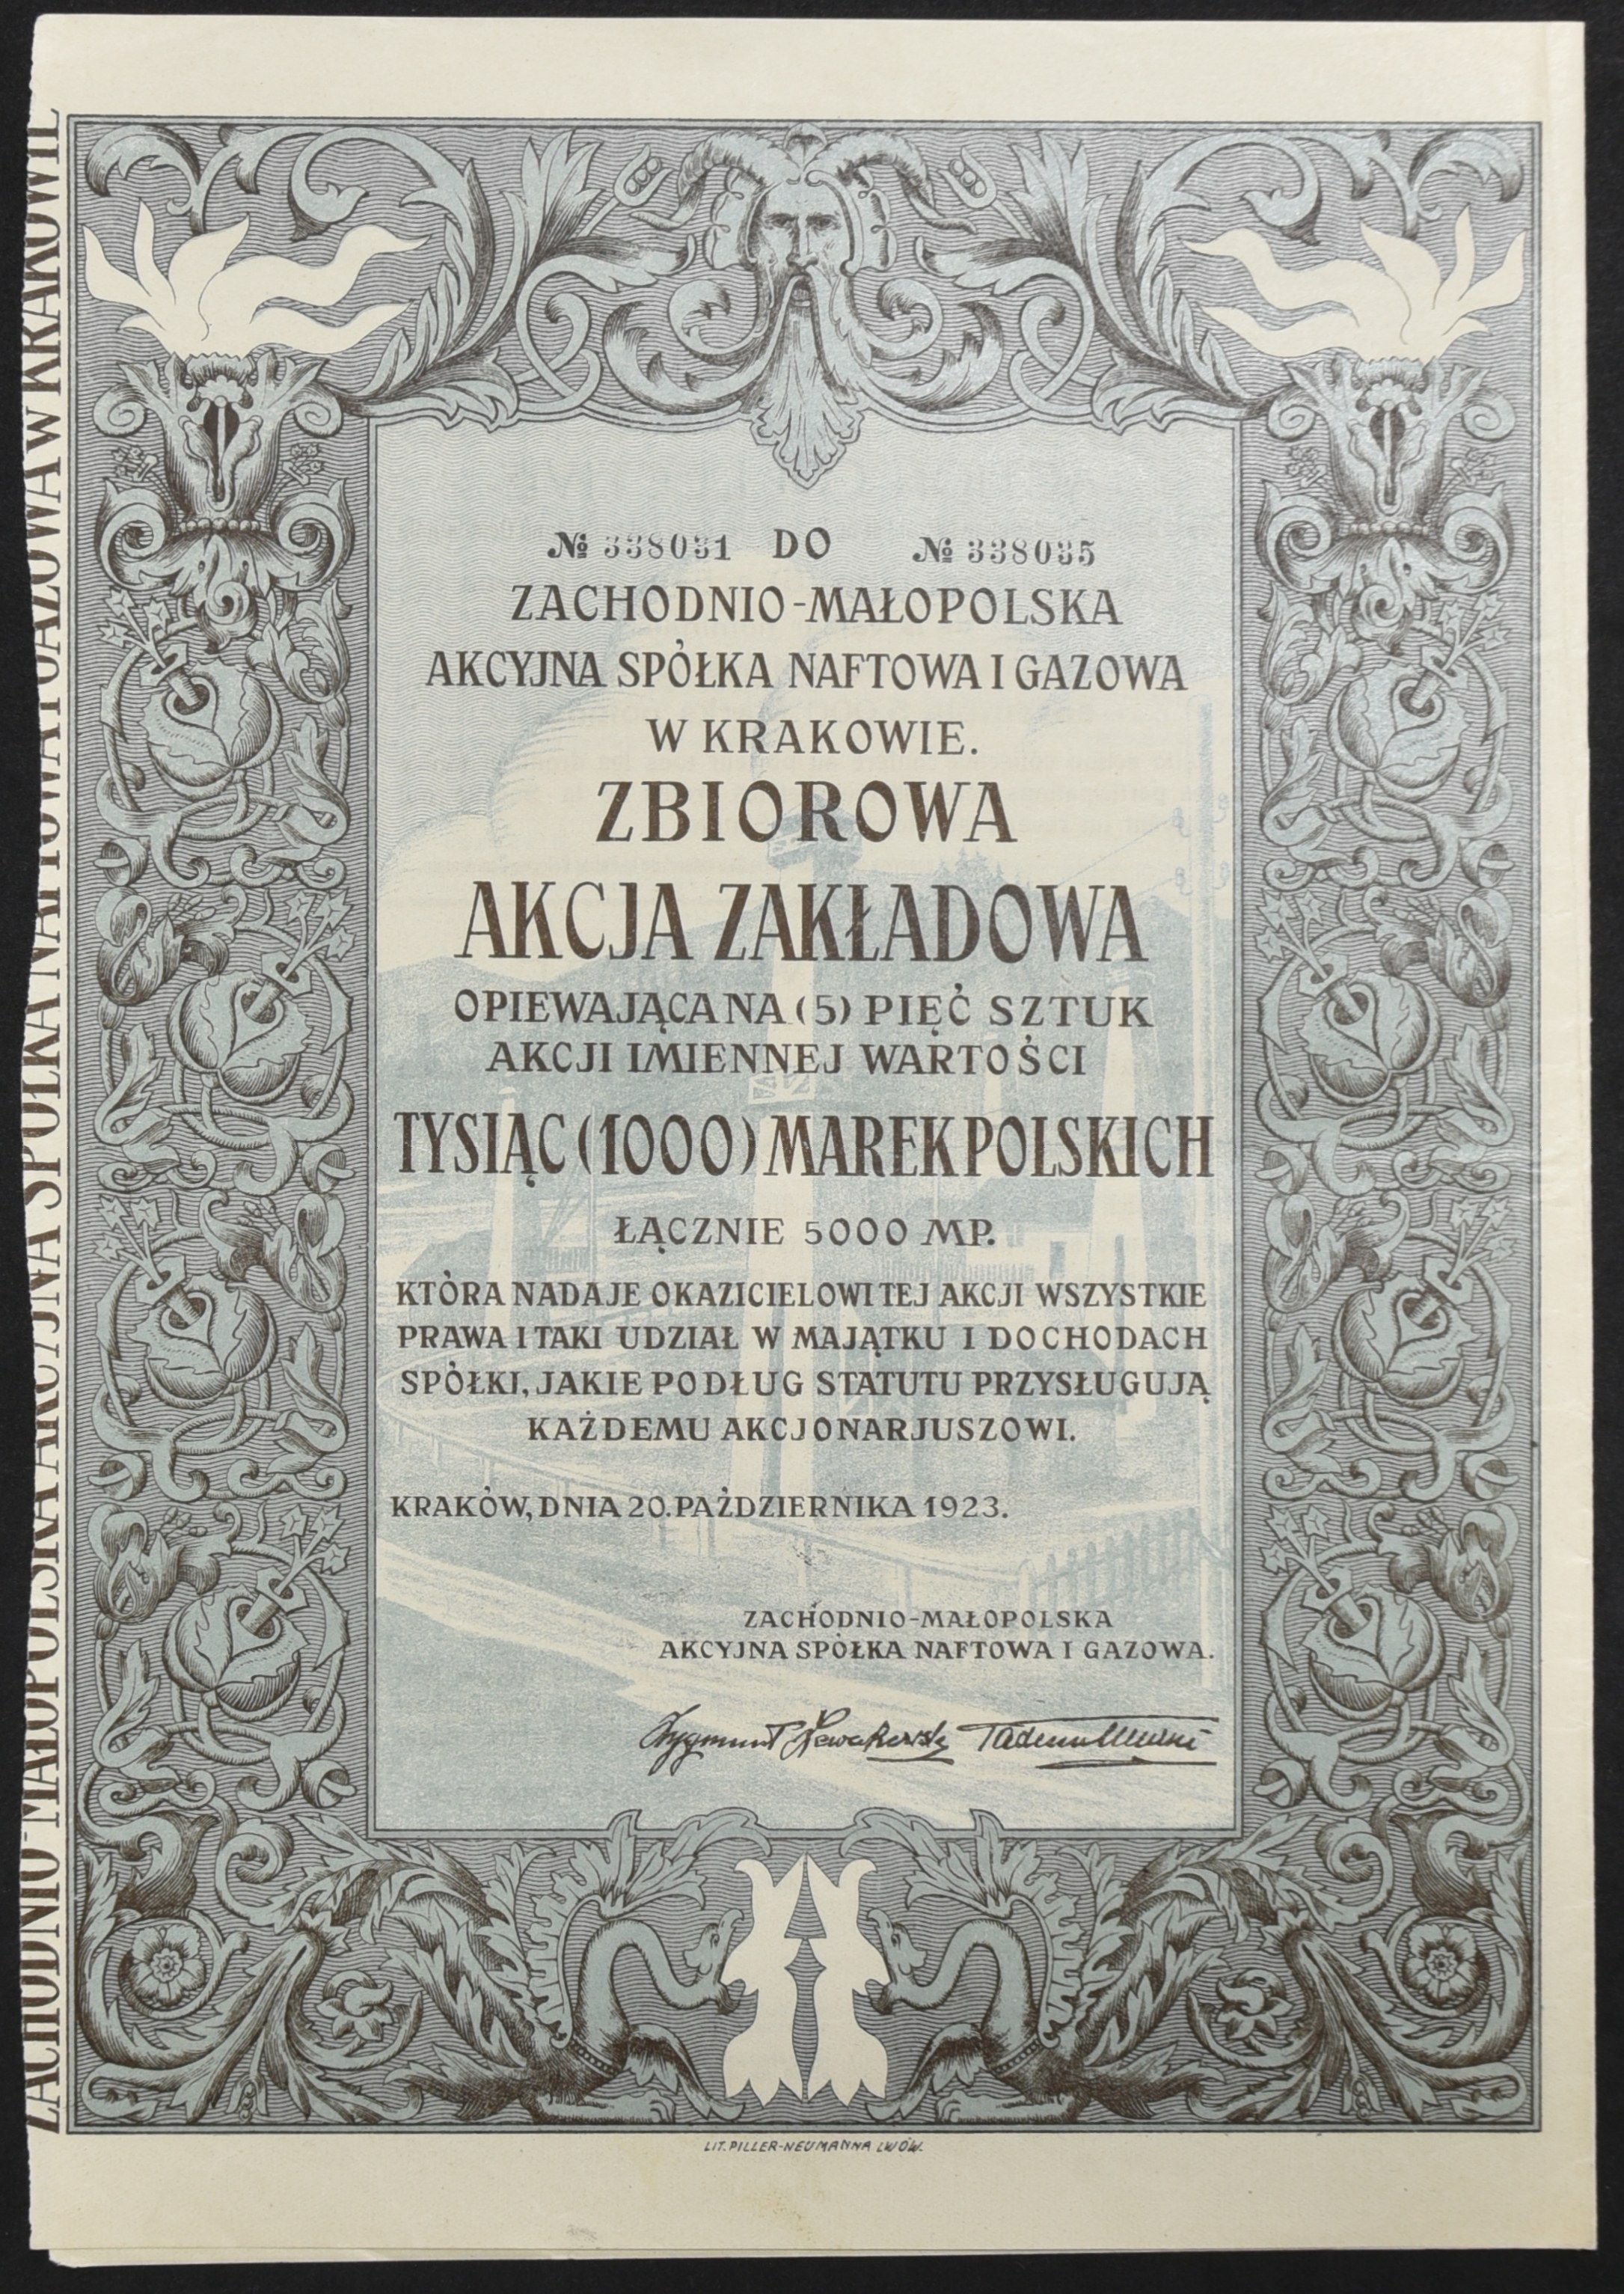 № 338031 DO № 338035
ZACHODNIO-MAŁOPOLSKA
AKCYJNA SPÓŁKA NAFTOWA I GAZOWA
W KRAKOWIE.
ZBIOROWA
AKCJA ZAKŁADOWA
OPIEWAJĄCA NA (5) PIĘĆ SZTUK
AKCJI IMIENNEJ WARTOŚCI
TYSIĄC (1000) MAREK POLSKICH
ŁĄCZNIE 5000 MP.
KTÓRA NADAJE OKAZICIELOWI TEJ AKCJI WSZYSTKIE
PRAWA I TAKI UDZIAŁ W MAJĄTKU I DOCHODACH
SPÓŁKI, JAKIE PODŁUG STATUTU PRZYSŁUGUJĄ
KAŻDEMU AKCJONARJUSZOWI.
KRAKÓW, DNIA 20. PAŹDZIERNIKA 1923.
ZACHODNIO-MAŁOPOLSKA
AKCYJNA SPÓŁKA NAFTOWA I GAZOWA.
Zygmunt
LIT. PILLER-NEUMANNA LWÓW.
ZACHODNIO-MAŁOPOLSKA AKCYJNA SPÓŁKA NAFTOWA I GAZOWA W KRAKOWIE